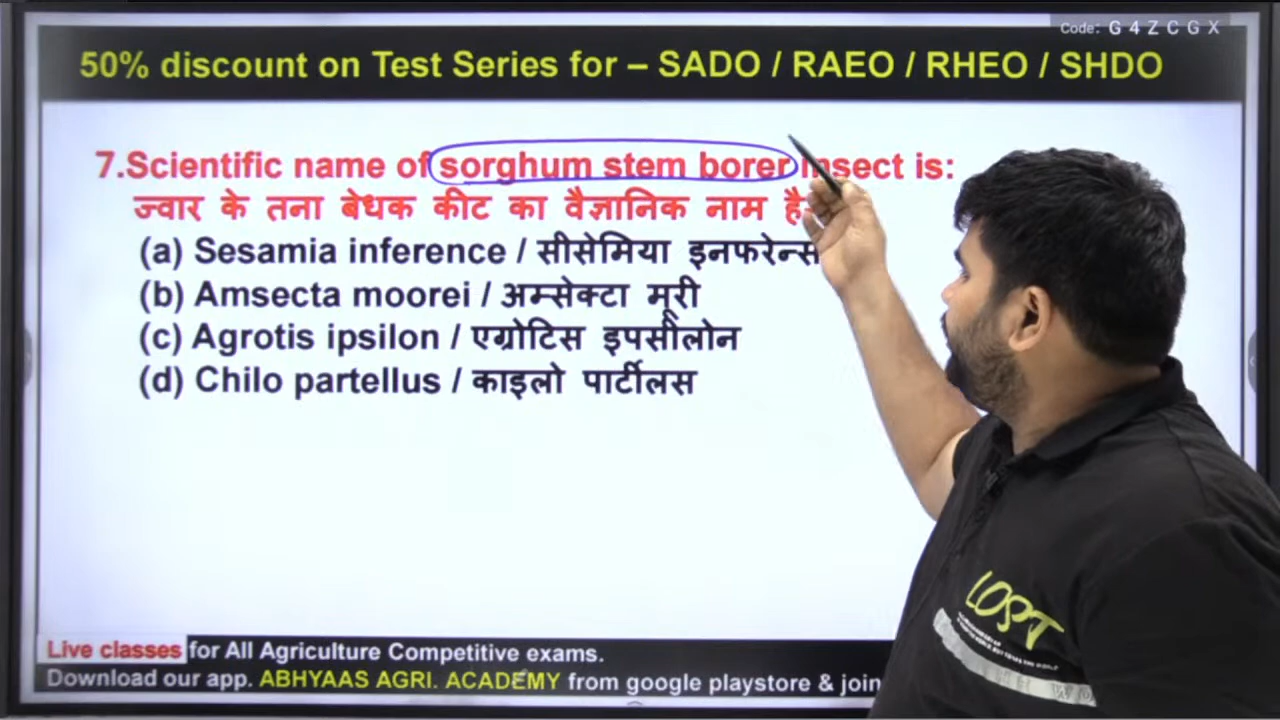 Code: G 4 Z C G X
50% discount on Test Series for – SADO / RAEO / RHEO / SHDO
7.Scientific name of sorghum stem borer insect is:
ज्वार के तना बेधक कीट का वैज्ञानिक नाम है
(a) Sesamia inference / सीसेमिया इनफरेन्स
(b) Amsecta moorei / अम्सेक्टा मूरी
(c) Agrotis ipsilon / एग्रोटिस इपसीलोन
(d) Chilo partellus / काइलो पार्टीलस
LOST
Live classes for All Agriculture Competitive exams.
Download our app. ABHYAAS AGRI. ACADEMY from google playstore & join